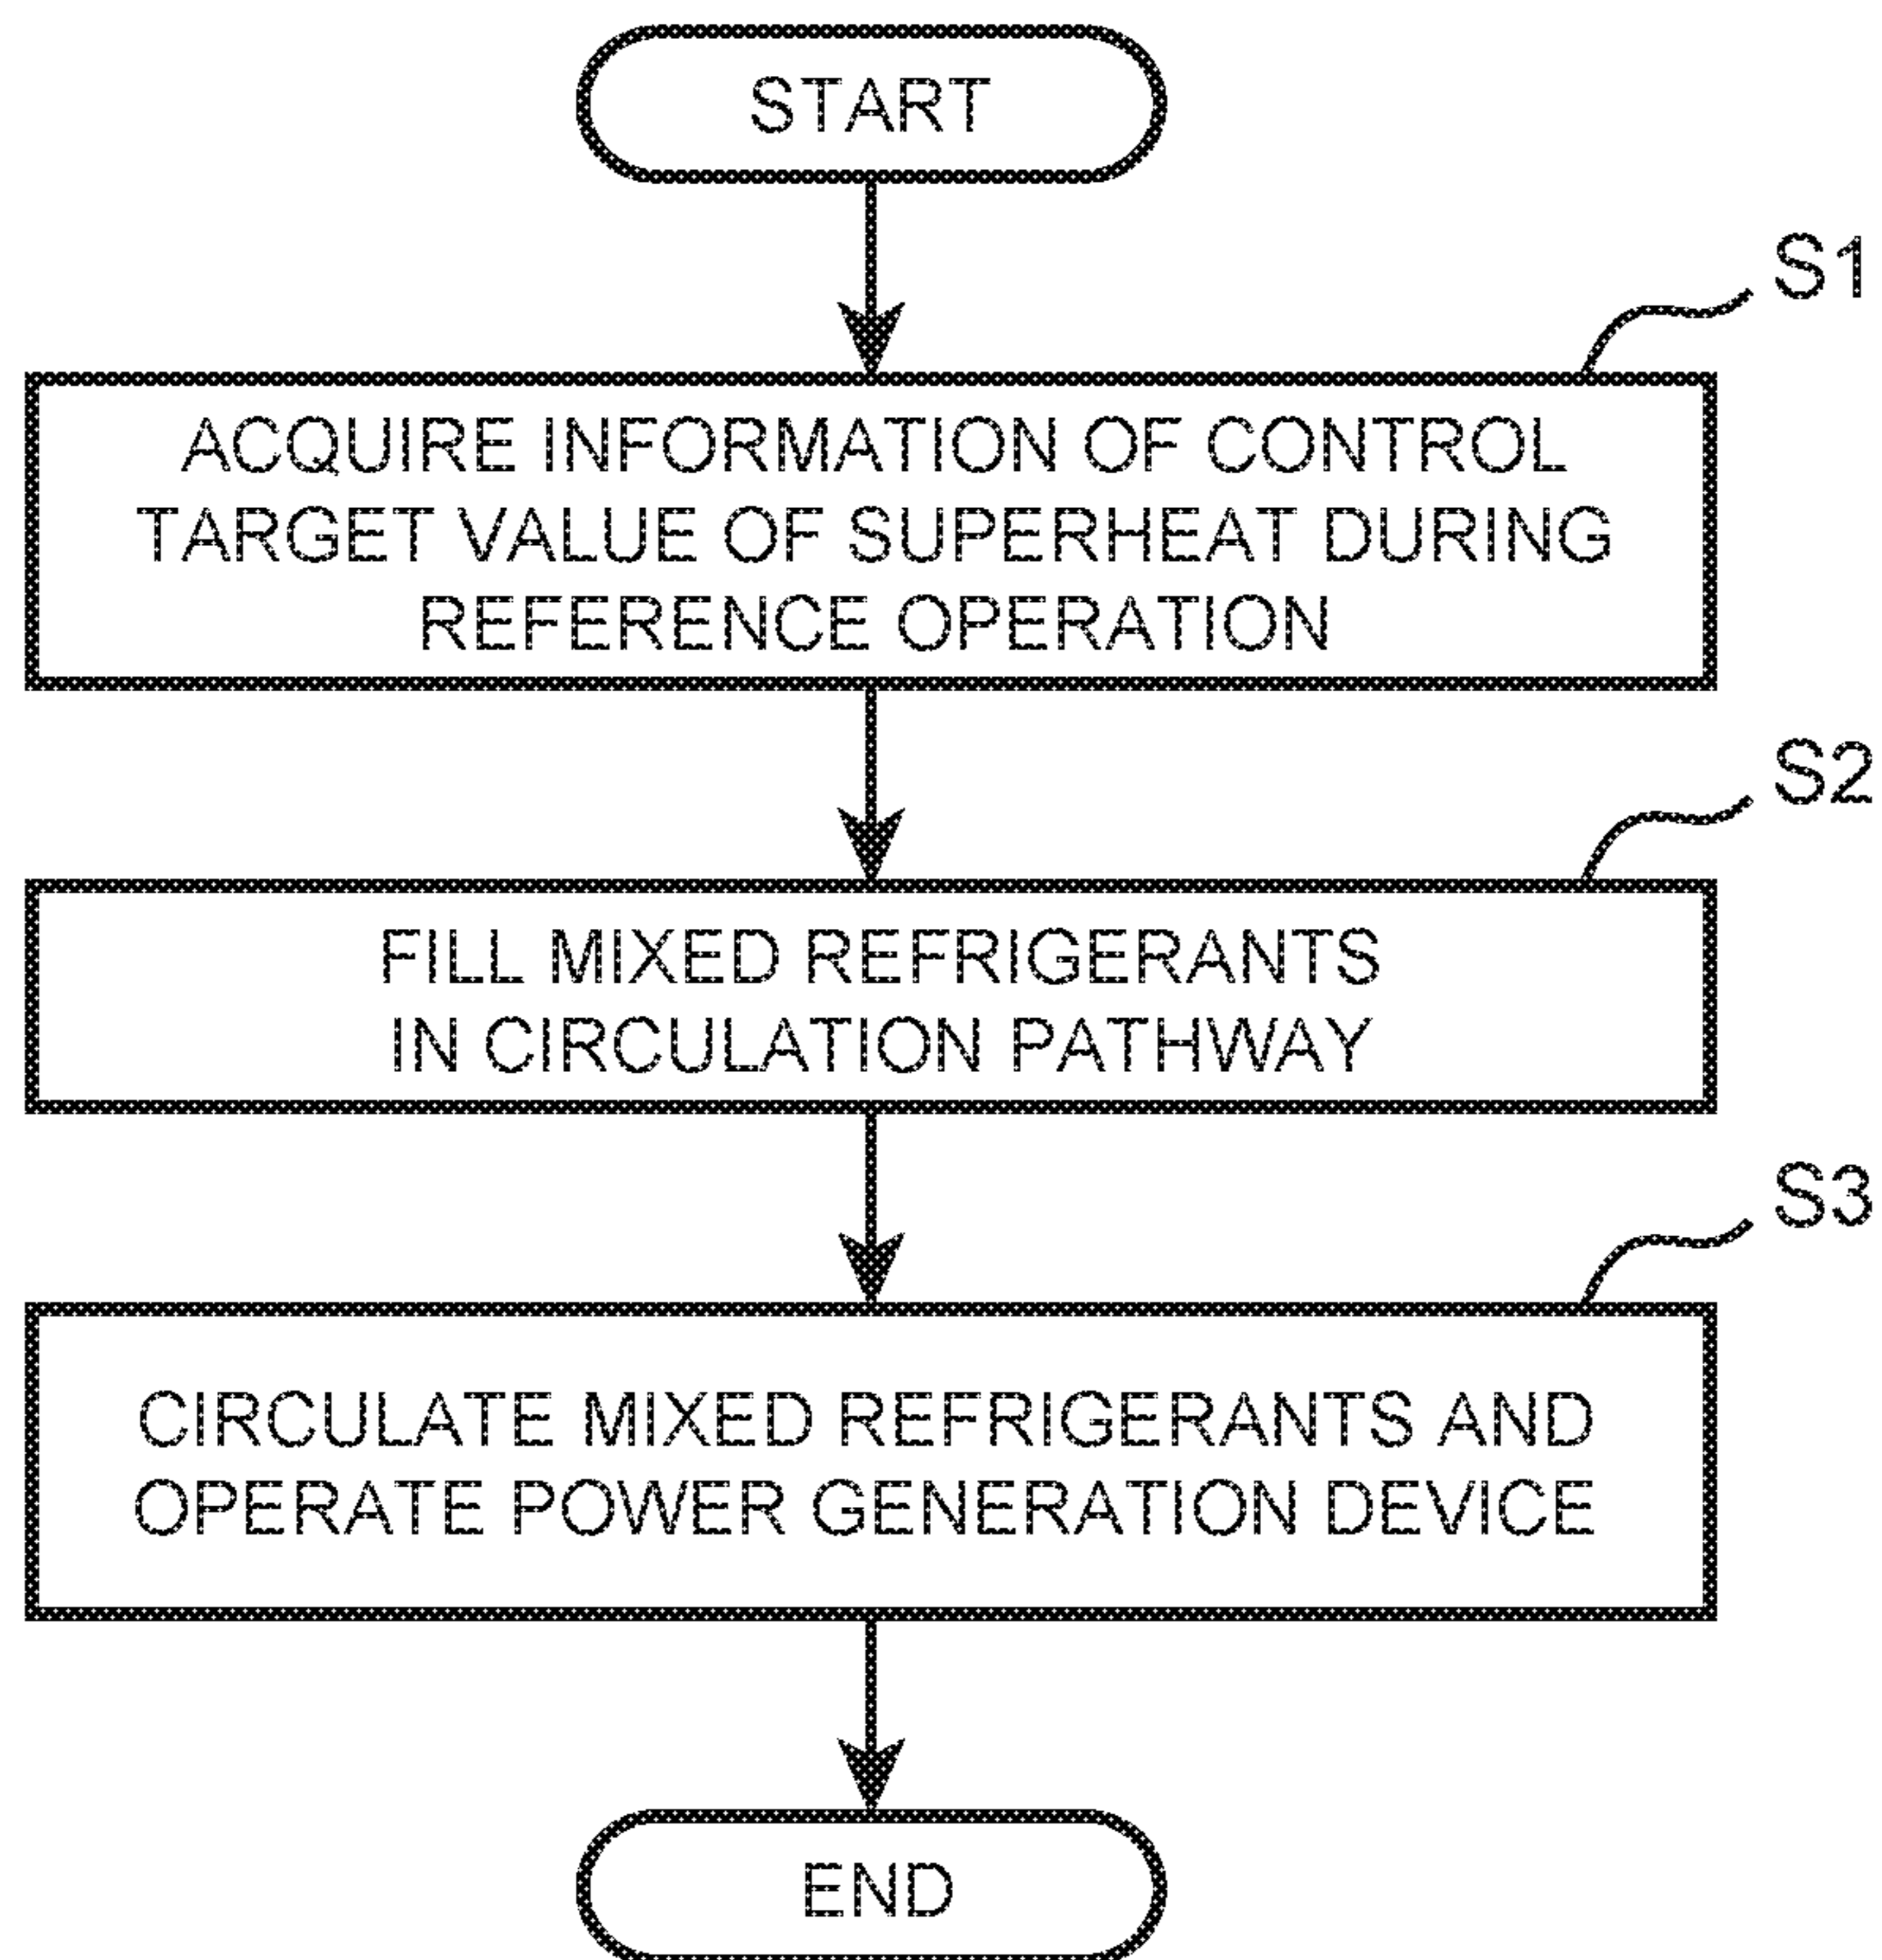 START
S1
ACQUIRE INFORMATION OF CONTROL
TARGET VALUE OF SUPERHEAT DURING
REFERENCE OPERATION
S2
FILL MIXED REFRIGERANTS
IN CIRCULATION PATHWAY
S3
CIRCULATE MIXED REFRIGERANTS AND
OPERATE POWER GENERATION DEVICE
END